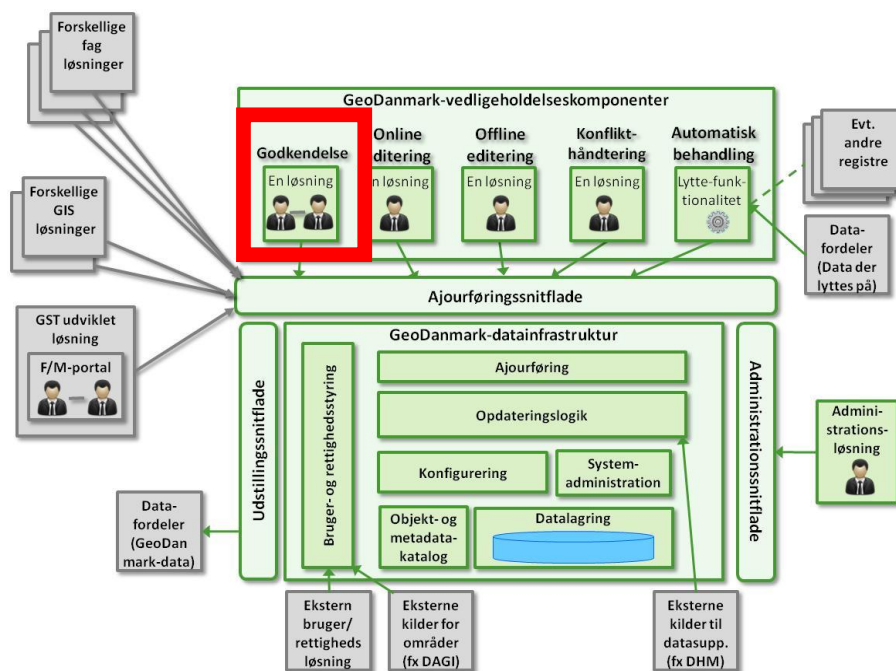 Forskellige
fag
løsninger
GeoDanmark-vedligeholdelseskomponenter
Godkendelse
En løsning
Online
editering
En løsning
Offline
editering
En løsning
Konflikt-
håndtering
En løsning
Automatisk
behandling
Lytte-funk-
tionalitet
Evt.
andre
registre
Forskellige
GIS
løsninger
Data-
fordeler
(Data der
lyttes på)
Ajourføringssnitflade
GST udviklet
løsning
F/M-portal
Udstillingssnitflade
GeoDanmark-datainfrastruktur
Bruger- og rettighedsstyring
Ajourføring
Opdateringslogik
Konfigurering
System-
administration
Objekt- og
metadata-
katalog
Datalagring
Administrationssnitflade
Admini-
strations-
løsning
Data-
fordeler
(GeoDan
mark-data)
Ekstern
bruger/
rettigheds
løsning
Eksterne
kilder for
områder
(fx DAGI)
Eksterne
kilder til
datasupp.
(fx DHM)